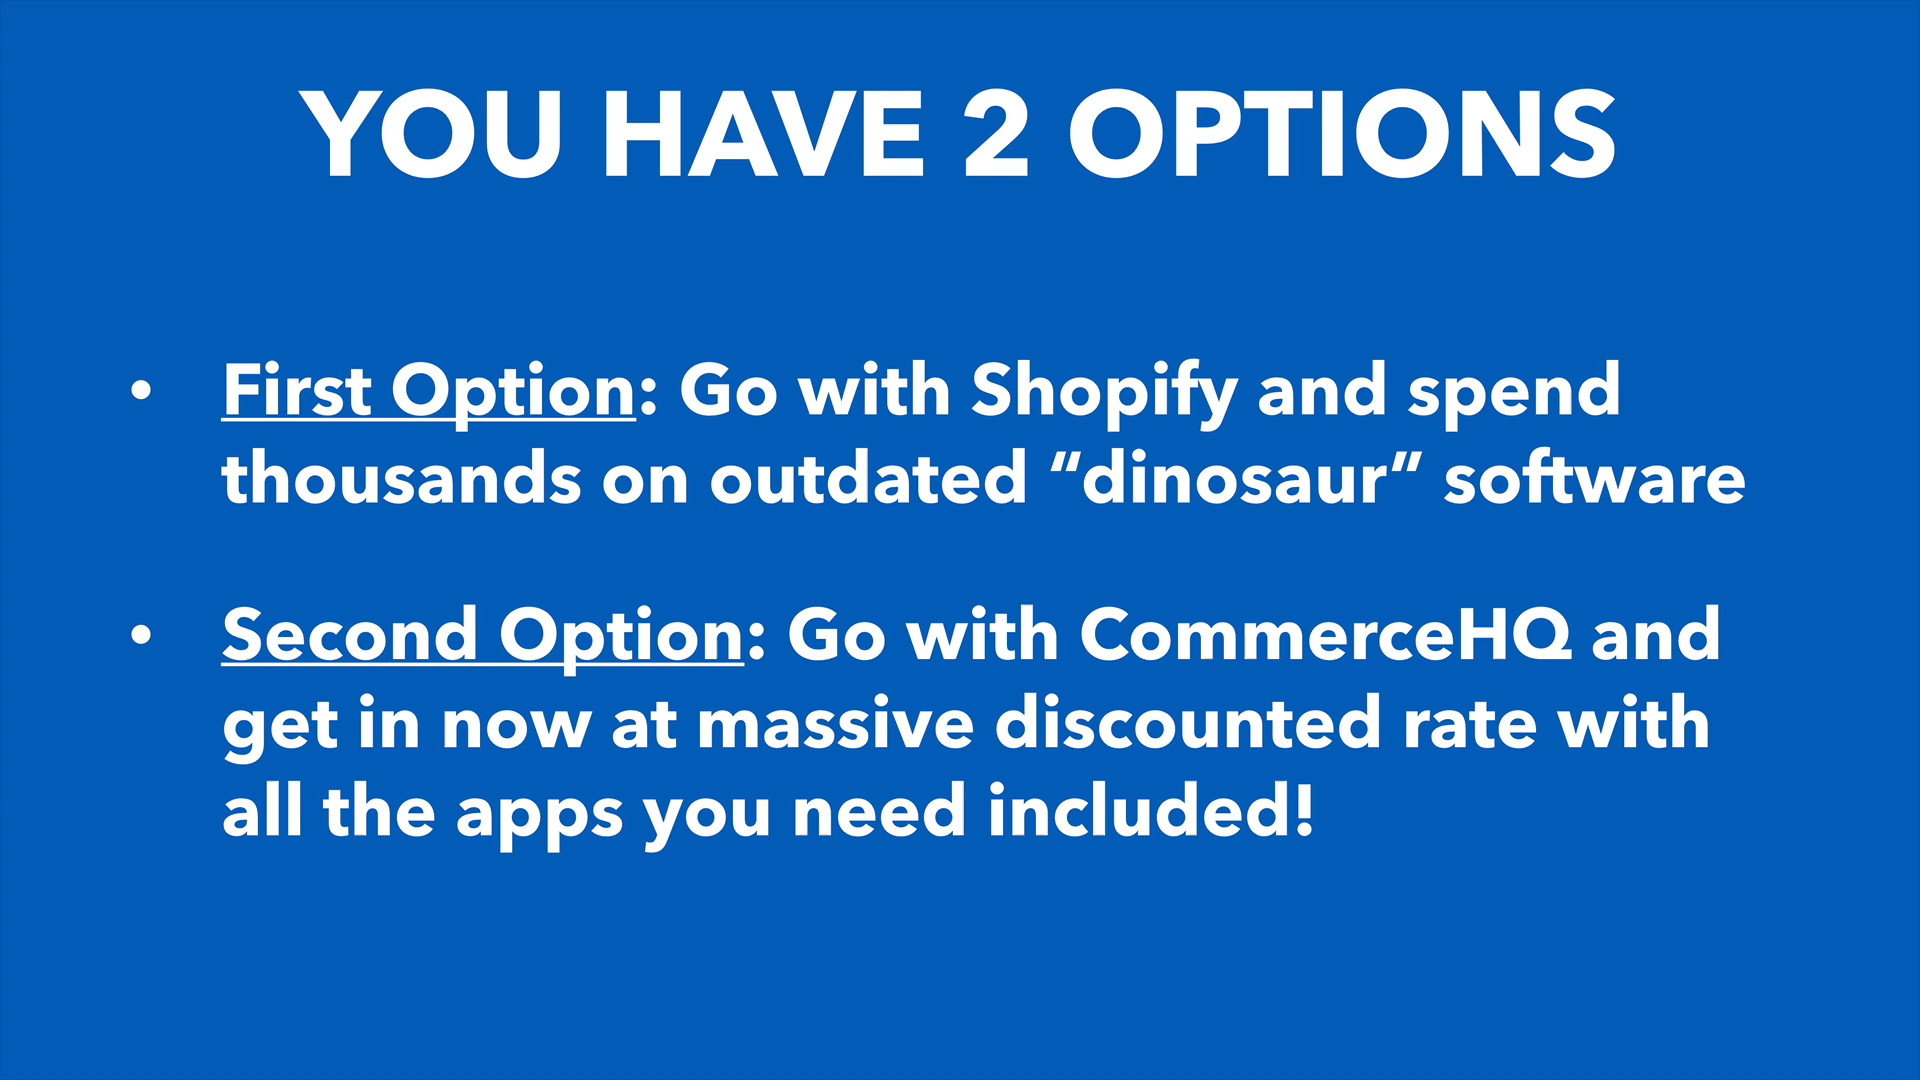 YOU HAVE 2 OPTIONS
• First Option: Go with Shopify and spend
thousands on outdated “dinosaur” software
• Second Option: Go with CommerceHQ and
get in now at massive discounted rate with
all the apps you need included!